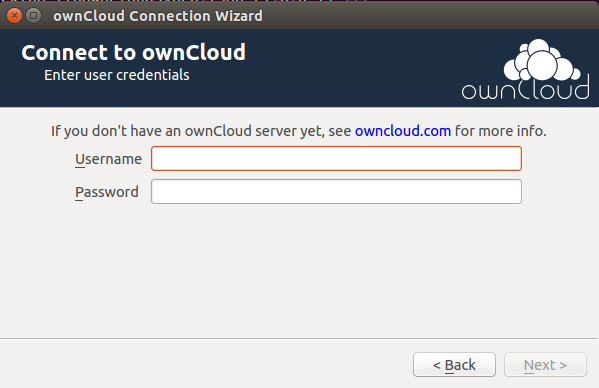 ownCloud Connection Wizard
Connect to ownCloud
Enter user credentials
ownCloud
If you don't have an ownCloud server yet, see owncloud.com for more info.
Username
Password
< Back
Next >